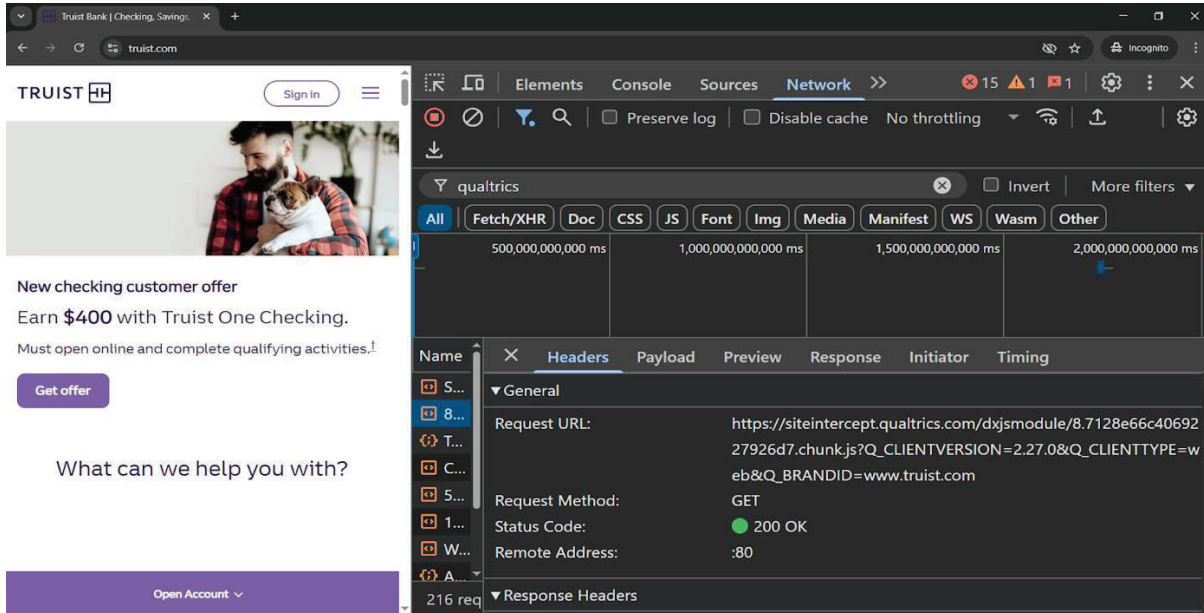 Truist Bank | Checking, Savings,
truist.com
Incognito
TRUIST
Sign in
New checking customer offer
Earn $400 with Truist One Checking.
Must open online and complete qualifying activities.†
Get offer
What can we help you with?
Open Account
Elements Console Sources Network 15 1 1
Preserve log Disable cache No throttling
qualtrics Invert More filters
All Fetch/XHR Doc CSS JS Font Img Media Manifest WS Wasm Other
500,000,000,000 ms 1,000,000,000,000 ms 1,500,000,000,000 ms 2,000,000,000,000 ms
Name Headers Payload Preview Response Initiator Timing
S...
8...
T...
C...
5...
1...
W...
A...
216 req
General
Request URL: https://siteintercept.qualtrics.com/dxjsmodule/8.7128e66c40692
27926d7.chunk.js?Q_CLIENTVERSION=2.27.0&Q_CLIENTTYPE=w
eb&Q_BRANDID=www.truist.com
Request Method: GET
Status Code: 200 OK
Remote Address: :80
Response Headers